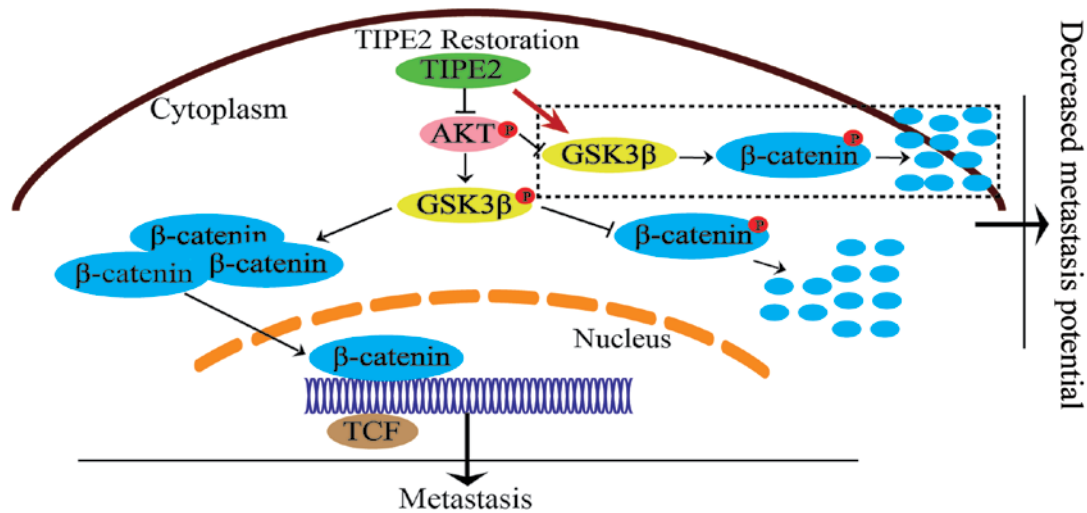 TIPE2 Restoration
TIPE2
Cytoplasm
AKT P
GSK3β
β-catenin P
GSK3β P
β-catenin
β-catenin
β-catenin
β-catenin P
Nucleus
β-catenin
TCF
Metastasis
Decreased metastasis potential